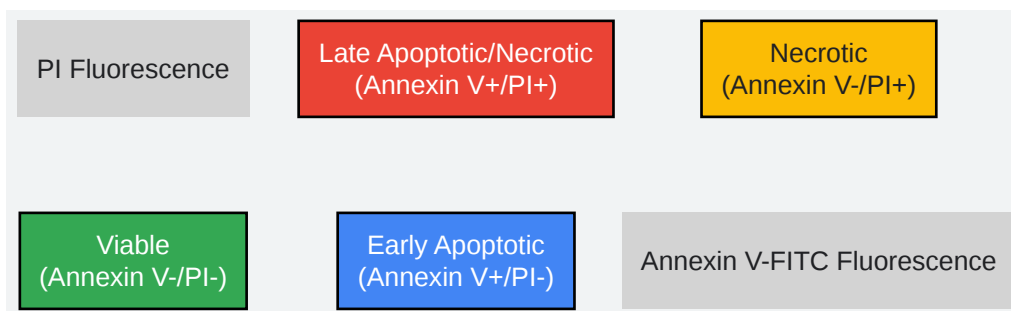 PI Fluorescence
Late Apoptotic/Necrotic
(Annexin V+/PI+)
Necrotic
(Annexin V-/PI+)
Viable
(Annexin V-/PI-)
Early Apoptotic
(Annexin V+/PI-)
Annexin V-FITC Fluorescence